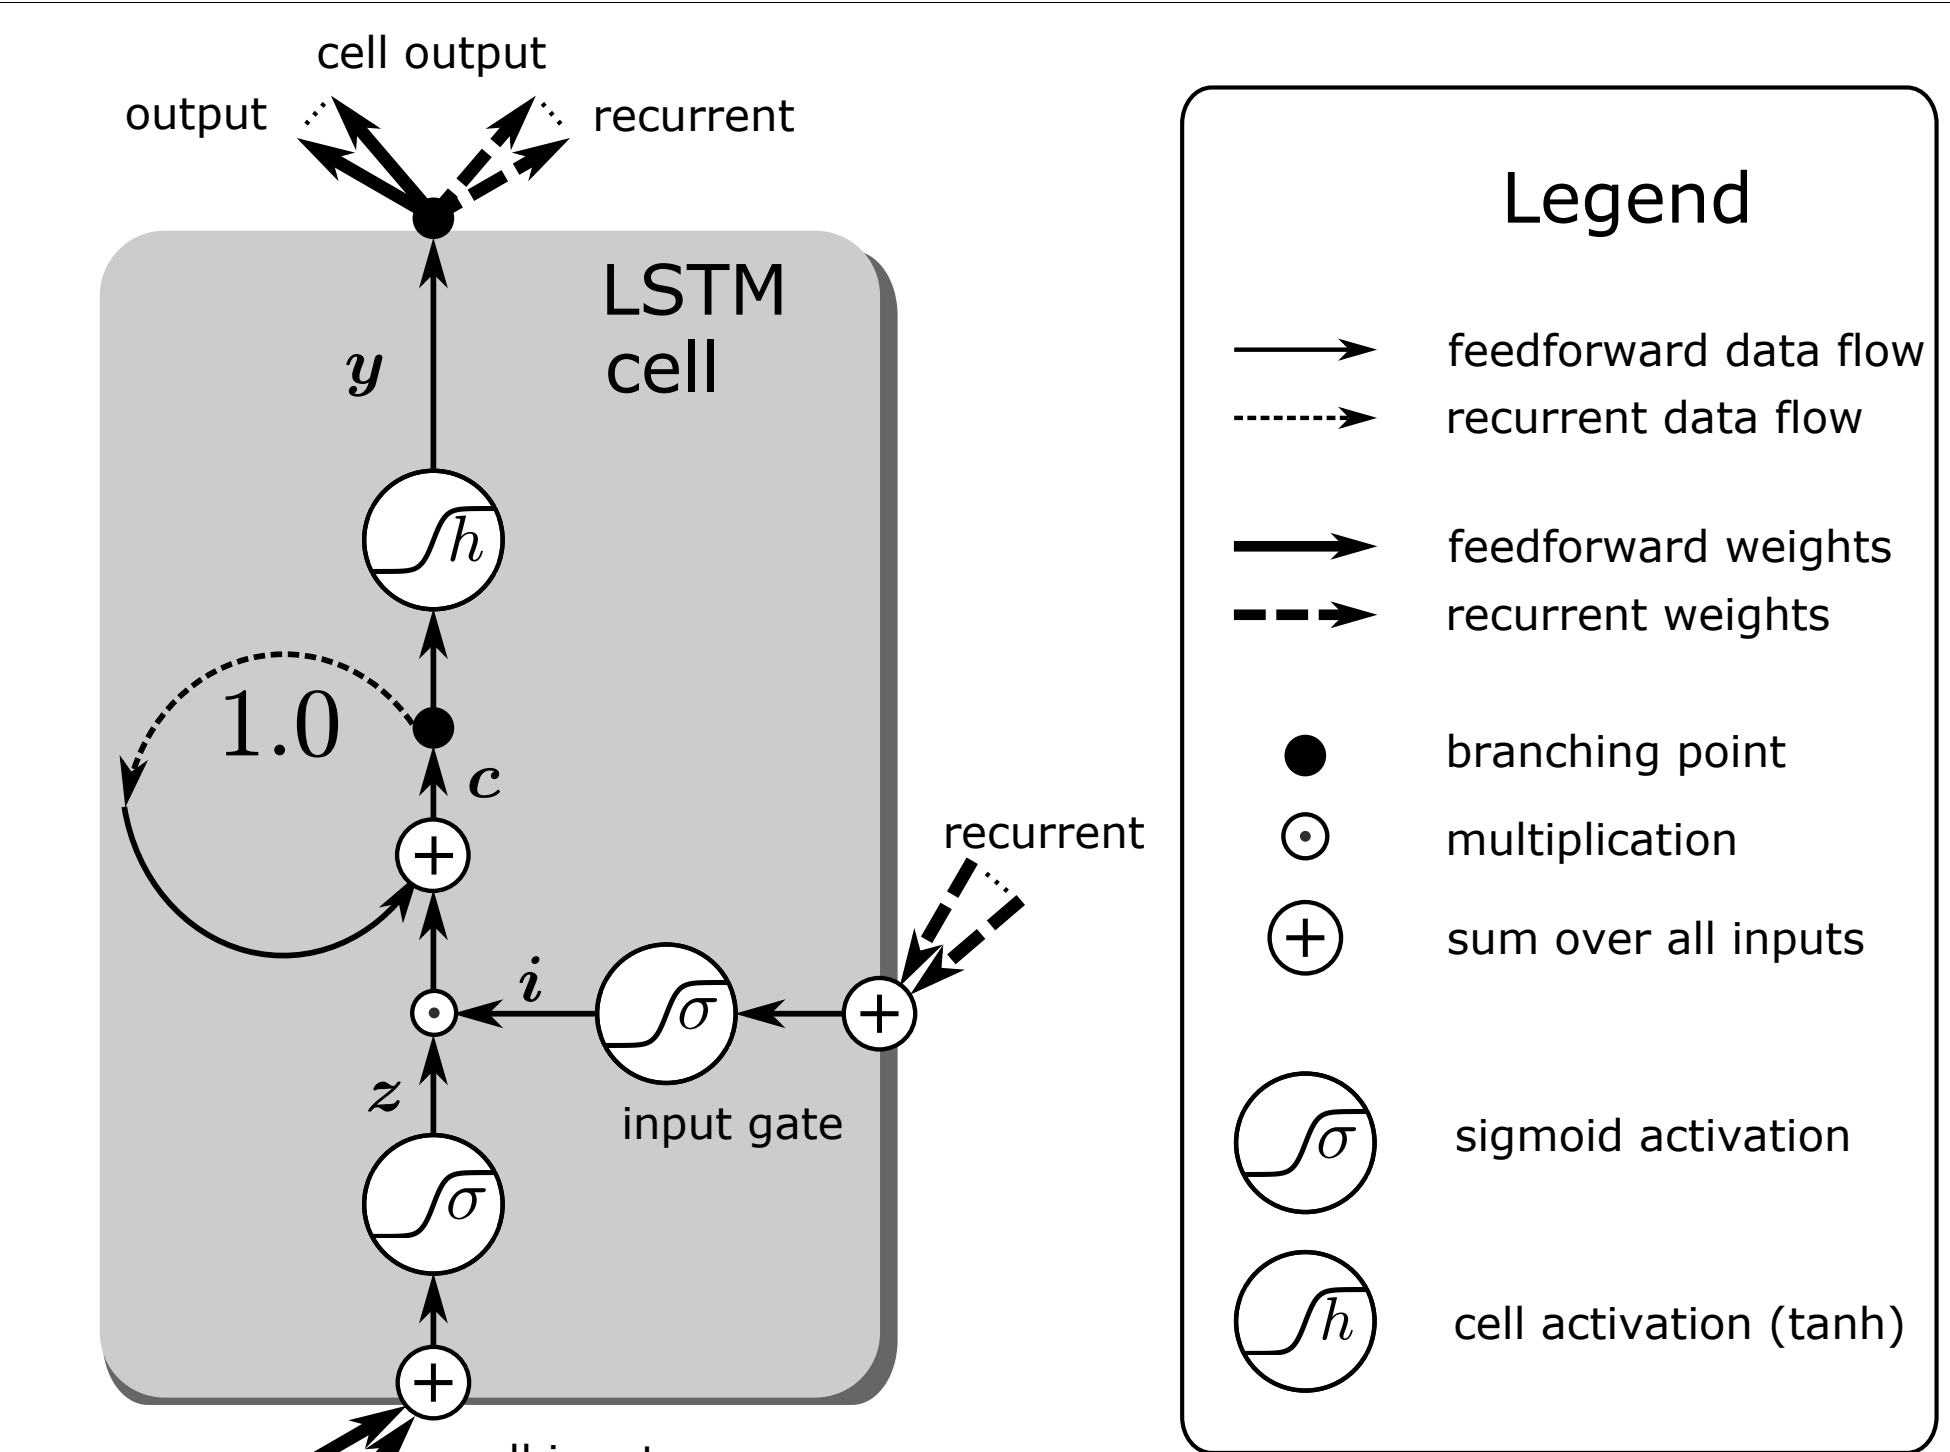 cell output
output
recurrent
LSTM
cell
y
h
1.0
c
recurrent
i
σ
z
input gate
σ
Legend
feedforward data flow
recurrent data flow
feedforward weights
recurrent weights
branching point
multiplication
sum over all inputs
σ
sigmoid activation
h
cell activation (tanh)